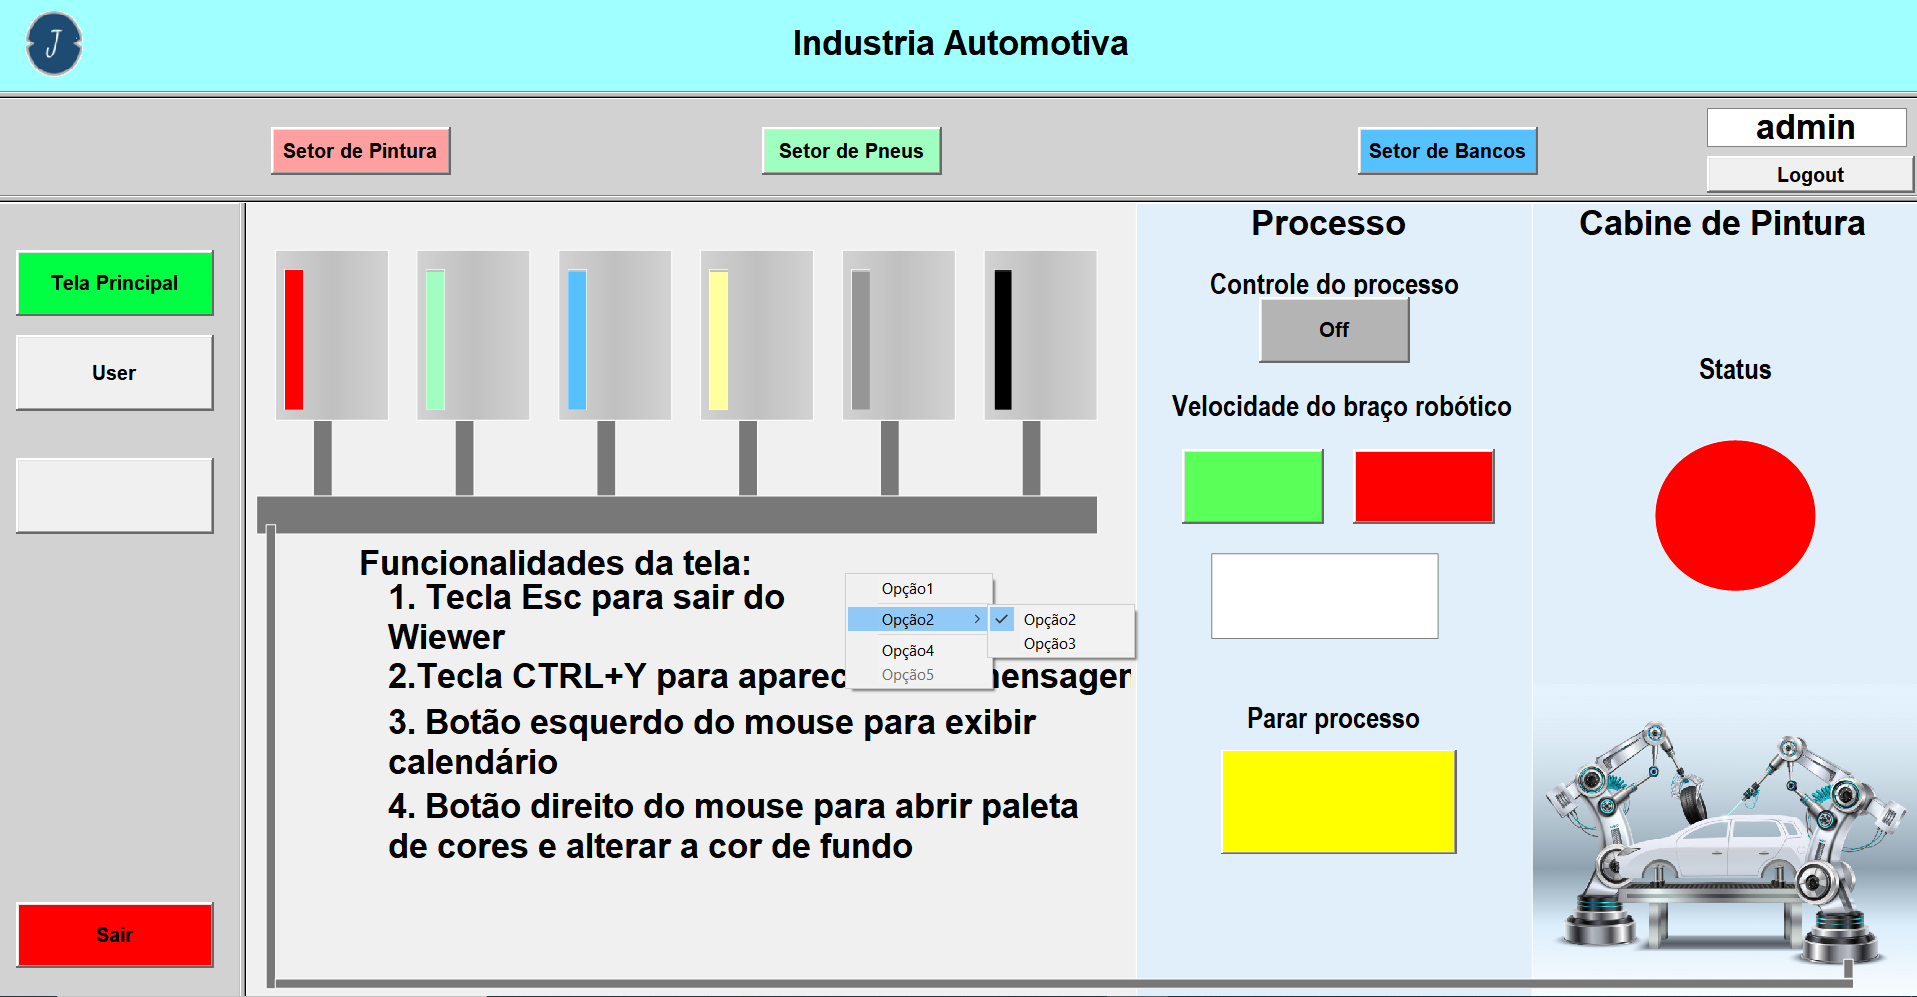 J
Industria Automotiva
Setor de Pintura
Setor de Pneus
Setor de Bancos
admin
Logout
Tela Principal
User
Sair
Processo
Controle do processo
Off
Velocidade do braço robótico
Parar processo
Cabine de Pintura
Status
Funcionalidades da tela:
1. Tecla Esc para sair do
Wiewer
2.Tecla CTRL+Y para aparec
3. Botão esquerdo do mouse para exibir
calendário
4. Botão direito do mouse para abrir paleta
de cores e alterar a cor de fundo
Opção1
Opção2
Opção4
Opção5
Opção2
Opção3